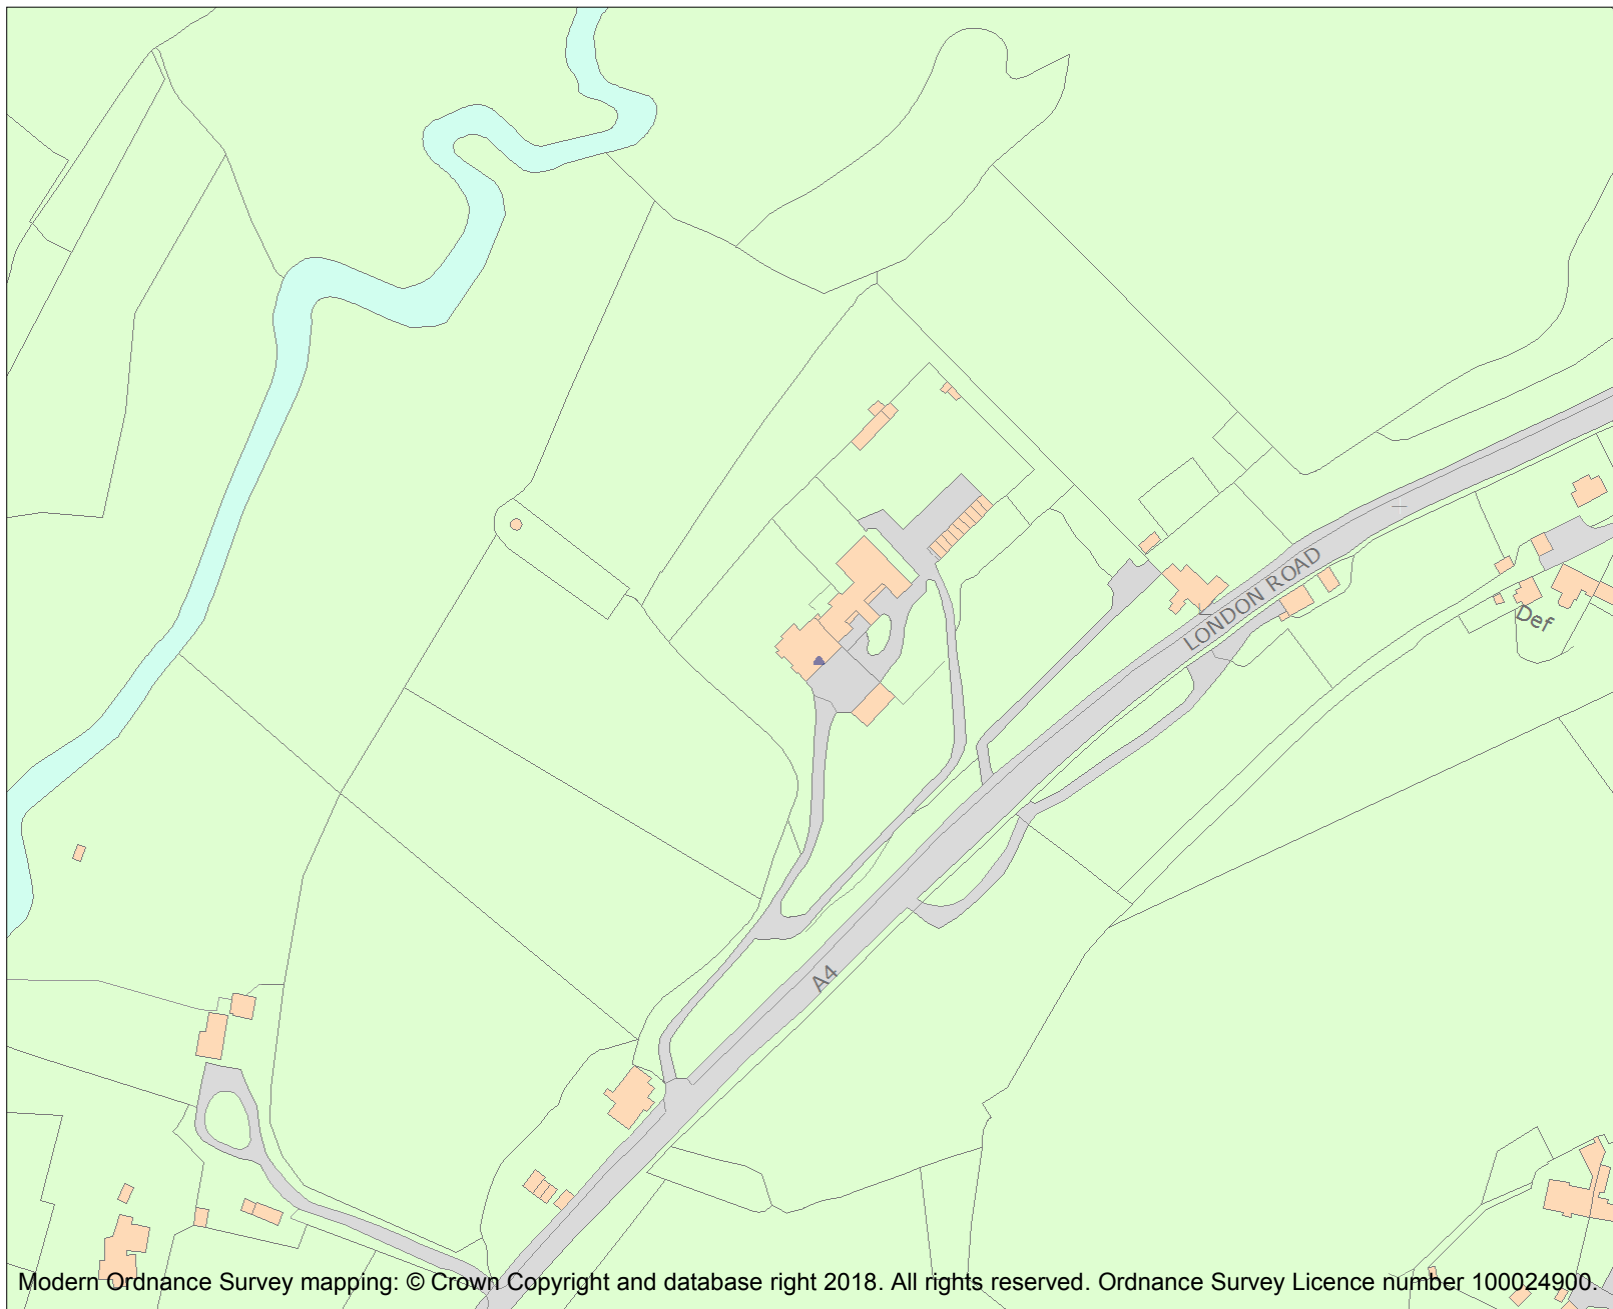 LONDON ROAD
Def
A4
Modern Ordnance Survey mapping: © Crown Copyright and database right 2018. All rights reserved. Ordnance Survey Licence number 100024900.